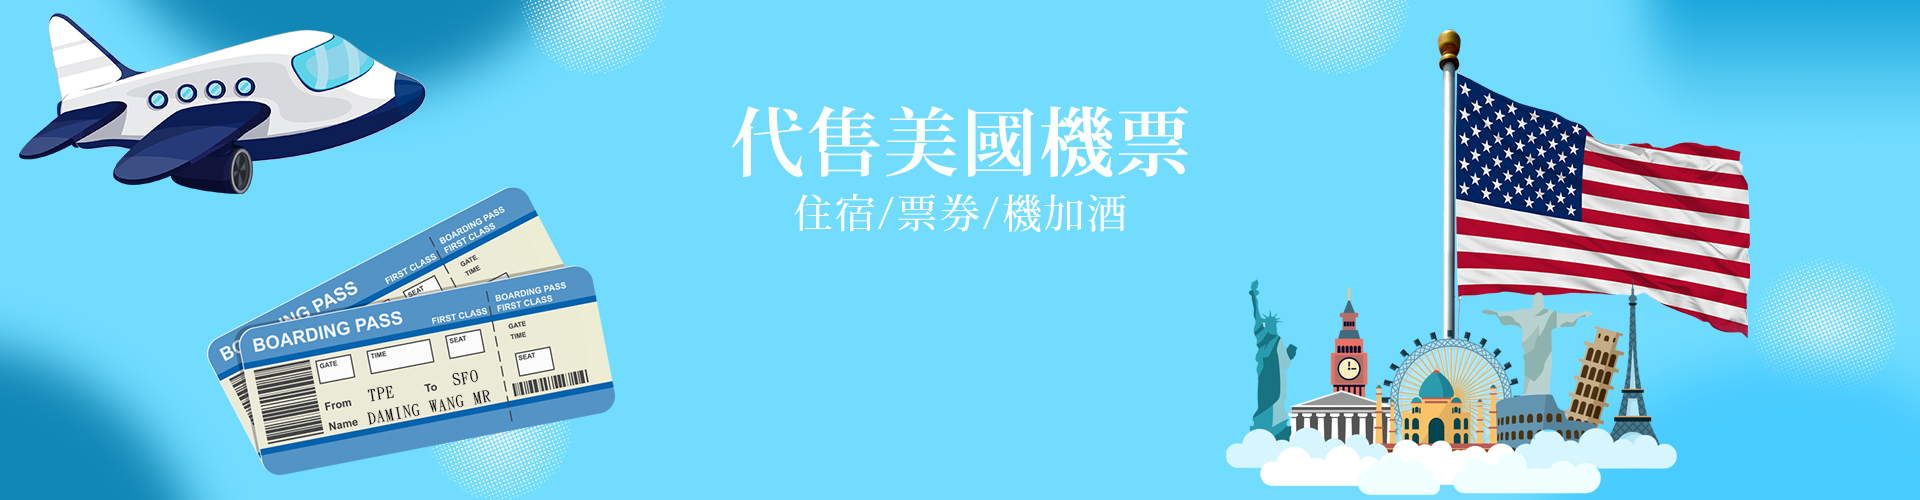 代售美國機票
住宿/票券/機加酒
BOARDING PASS
FIRST CLASS
BOARDING PASS
FIRST CLASS
GATE
TIME
SEAT
BOARDING PASS
FIRST CLASS
BOARDING PASS
FIRST CLASS
GATE
TIME
SEAT
GATE
TIME
SEAT
From TPE To SFO
Name DAMING WANG MR